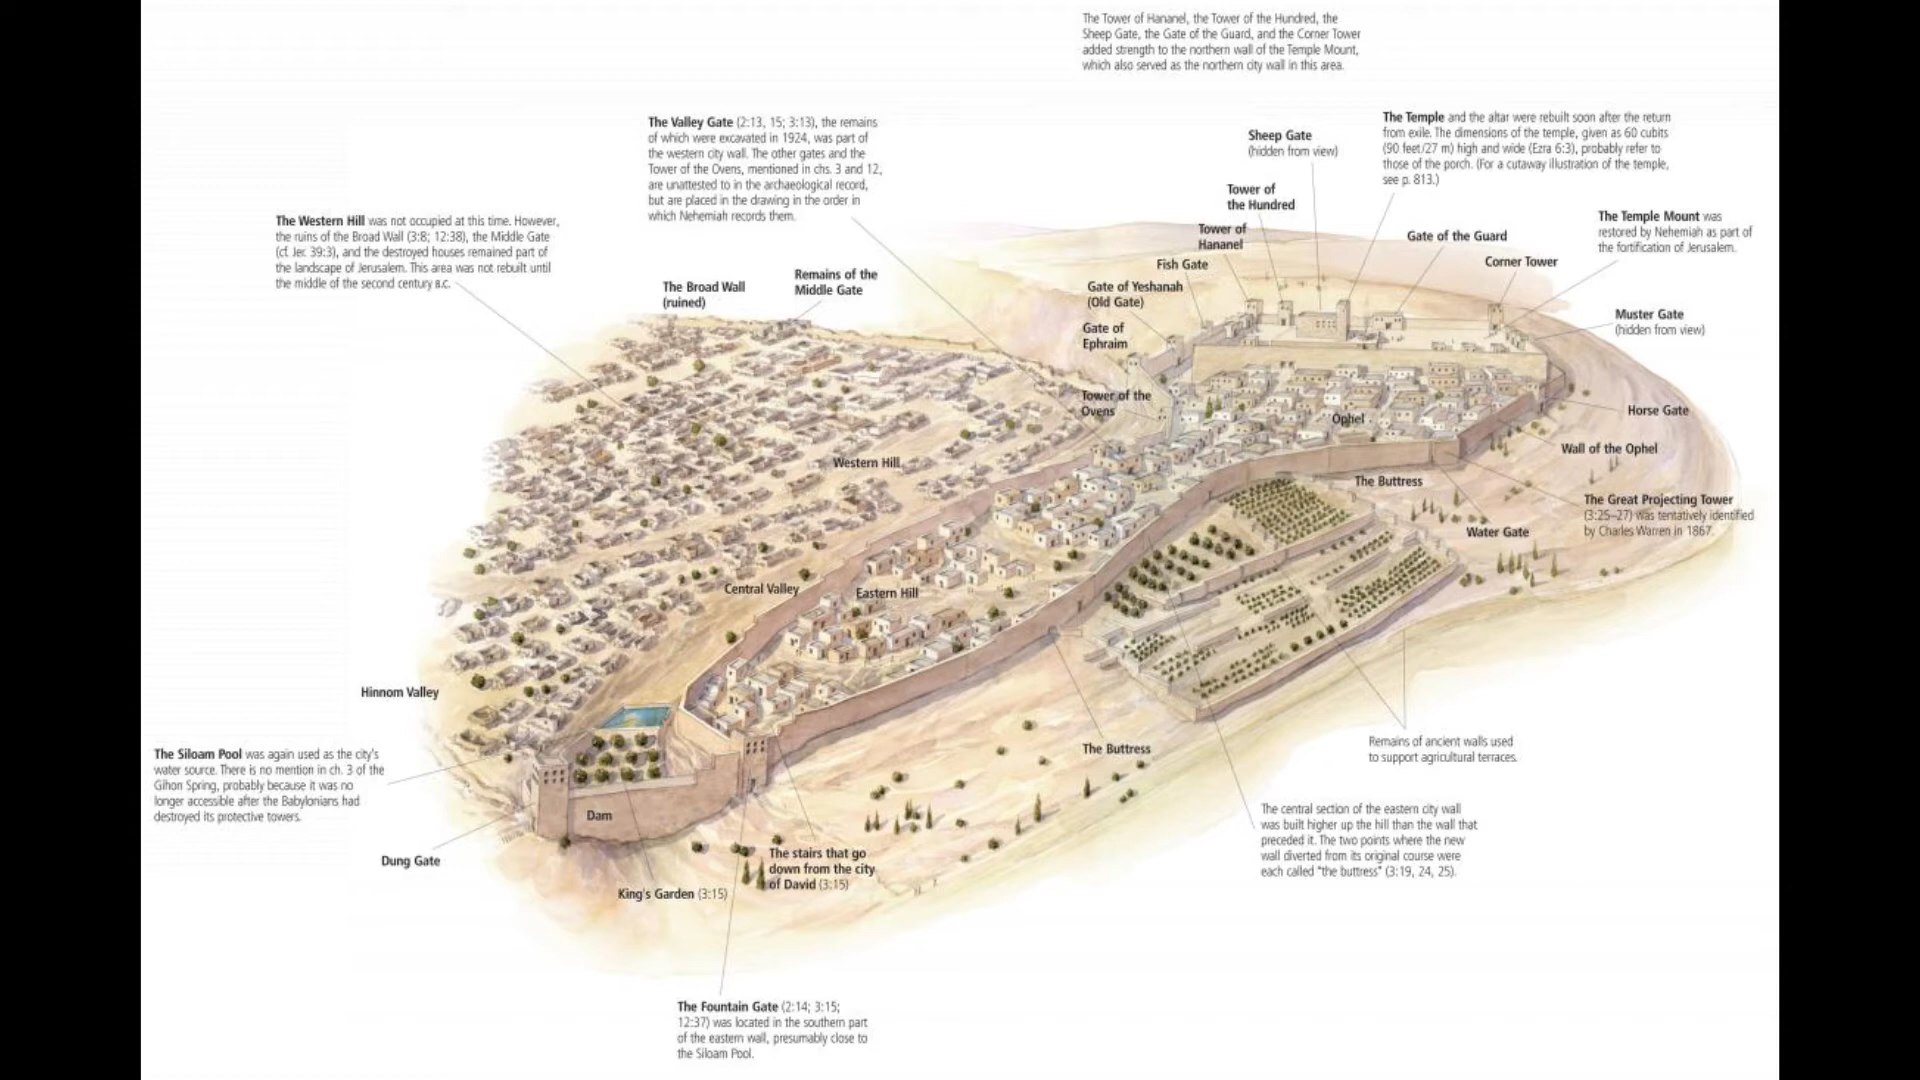 The Tower of Hananel, the Tower of the Hundred, the
Sheep Gate, the Gate of the Guard, and the Corner Tower
added strength to the northern wall of the Temple Mount,
which also served as the northern city wall in this area.
The Valley Gate (2:13, 15; 3:13), the remains
of which were excavated in 1924, was part of
the western city wall. The other gates and the
Tower of the Ovens, mentioned in chs. 3 and 12,
are unattested to in the archaeological record,
but are placed in the drawing in the order in
which Nehemiah records them.
Sheep Gate
(hidden from view)
The Temple and the altar were rebuilt soon after the return
from exile. The dimensions of the temple, given as 60 cubits
(90 feet/27 m) high and wide (Ezra 6:3), probably refer to
those of the porch. (For a cutaway illustration of the temple,
see p. 813.)
Tower of
the Hundred
The Western Hill was not occupied at this time. However,
the ruins of the Broad Wall (3:8; 12:38), the Middle Gate
(cf. Jer. 39:3), and the destroyed houses remained part of
the landscape of Jerusalem. This area was not rebuilt until
the middle of the second century B.C.
Tower of
Hananel
Gate of the Guard
The Temple Mount was
restored by Nehemiah as part of
the fortification of Jerusalem.
Fish Gate
Corner Tower
The Broad Wall
(ruined)
Remains of the
Middle Gate
Gate of Yeshanah
(Old Gate)
Gate of
Ephraim
Muster Gate
(hidden from view)
Tower of the
Ovens
Ophel
Horse Gate
Western Hill
Wall of the Ophel
The Buttress
The Great Projecting Tower
(3:25–27) was tentatively identified
by Charles Warren in 1867.
Water Gate
Central Valley
Eastern Hill
Hinnom Valley
The Siloam Pool was again used as the city's
water source. There is no mention in ch. 3 of the
Gihon Spring, probably because it was no
longer accessible after the Babylonians had
destroyed its protective towers.
The Buttress
Remains of ancient walls used
to support agricultural terraces.
Dam
The central section of the eastern city wall
was built higher up the hill than the wall that
preceded it. The two points where the new
wall diverted from its original course were
each called "the buttress" (3:19, 24, 25).
Dung Gate
The stairs that go
down from the city
of David (3:15)
King's Garden (3:15)
The Fountain Gate (2:14; 3:15;
12:37) was located in the southern part
of the eastern wall, presumably close to
the Siloam Pool.